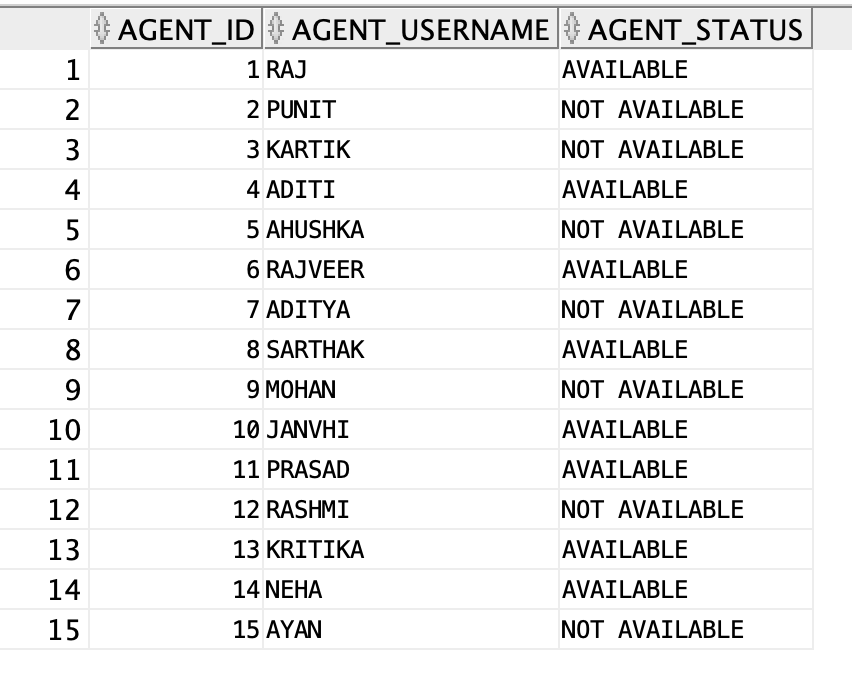 AGENT_ID AGENT_USERNAME AGENT_STATUS
1 1 RAJ AVAILABLE
2 2 PUNIT NOT AVAILABLE
3 3 KARTIK NOT AVAILABLE
4 4 ADITI AVAILABLE
5 5 AHUSHKA NOT AVAILABLE
6 6 RAJVEER AVAILABLE
7 7 ADITYA NOT AVAILABLE
8 8 SARTHAK AVAILABLE
9 9 MOHAN NOT AVAILABLE
10 10 JANVHI AVAILABLE
11 11 PRASAD AVAILABLE
12 12 RASHMI NOT AVAILABLE
13 13 KRITIKA AVAILABLE
14 14 NEHA AVAILABLE
15 15 AYAN NOT AVAILABLE